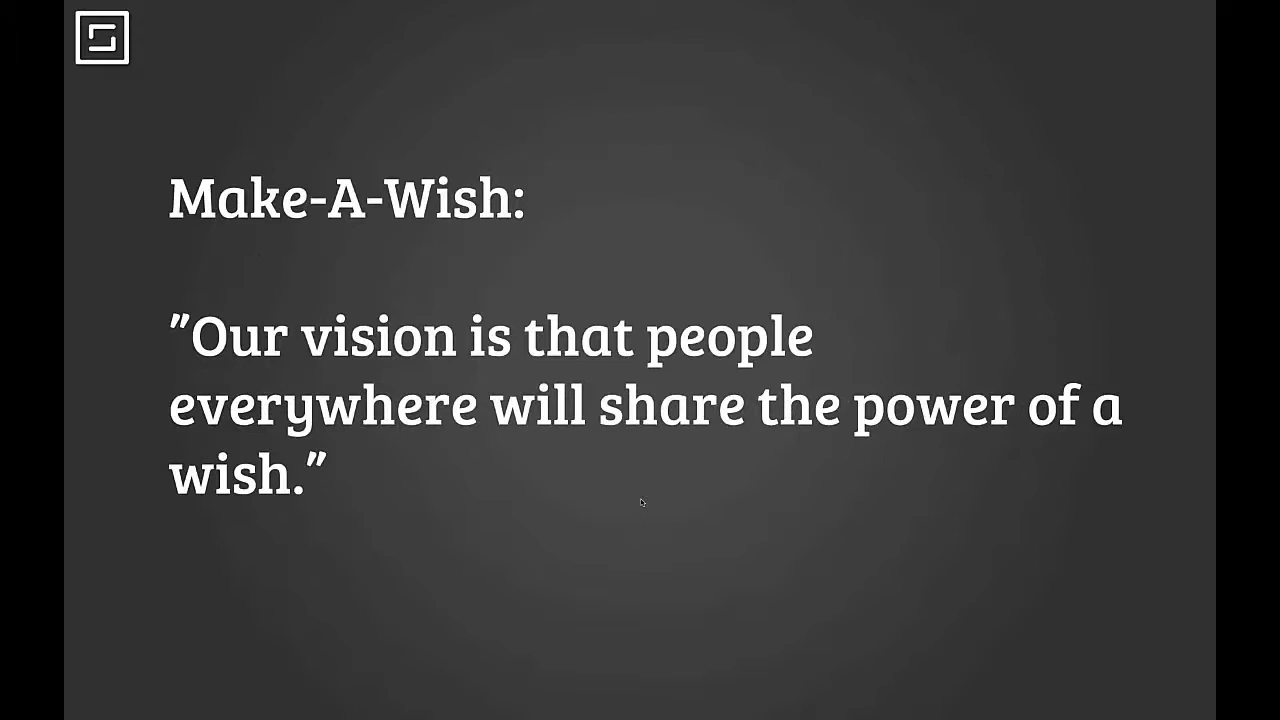 Make-A-Wish:
"Our vision is that people
everywhere will share the power of a
wish."